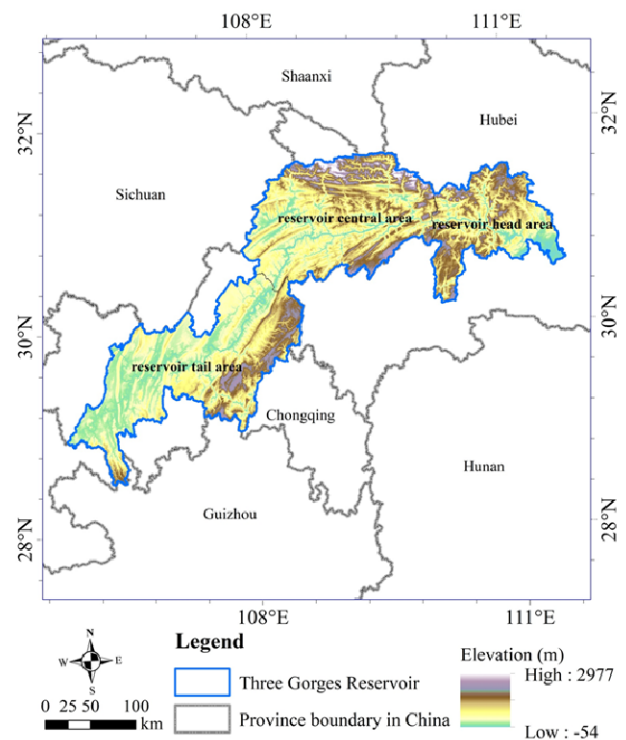 108°E 111°E
Shaanxi
32°N 32°N
Hubei
Sichuan
reservoir central area reservoir head area
30°N 30°N
reservoir tail area
Chongqing
Hunan
Guizhou
28°N 28°N
108°E 111°E
N
W E
S
0 25 50 100
km
Legend
Three Gorges Reservoir
Province boundary in China
Elevation (m)
High : 2977
Low : -54